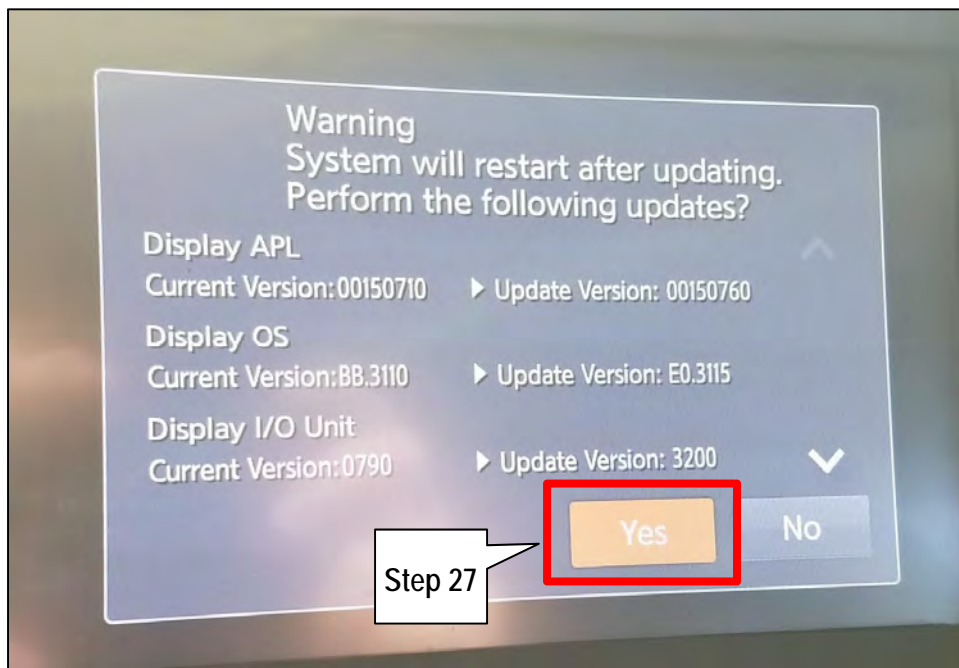 Warning
System will restart after updating.
Perform the following updates?
Display APL
Current Version:00150710 ▶ Update Version: 00150760
Display OS
Current Version:BB.3110 ▶ Update Version: E0.3115
Display I/O Unit
Current Version:0790 ▶ Update Version: 3200
Yes No
Step 27